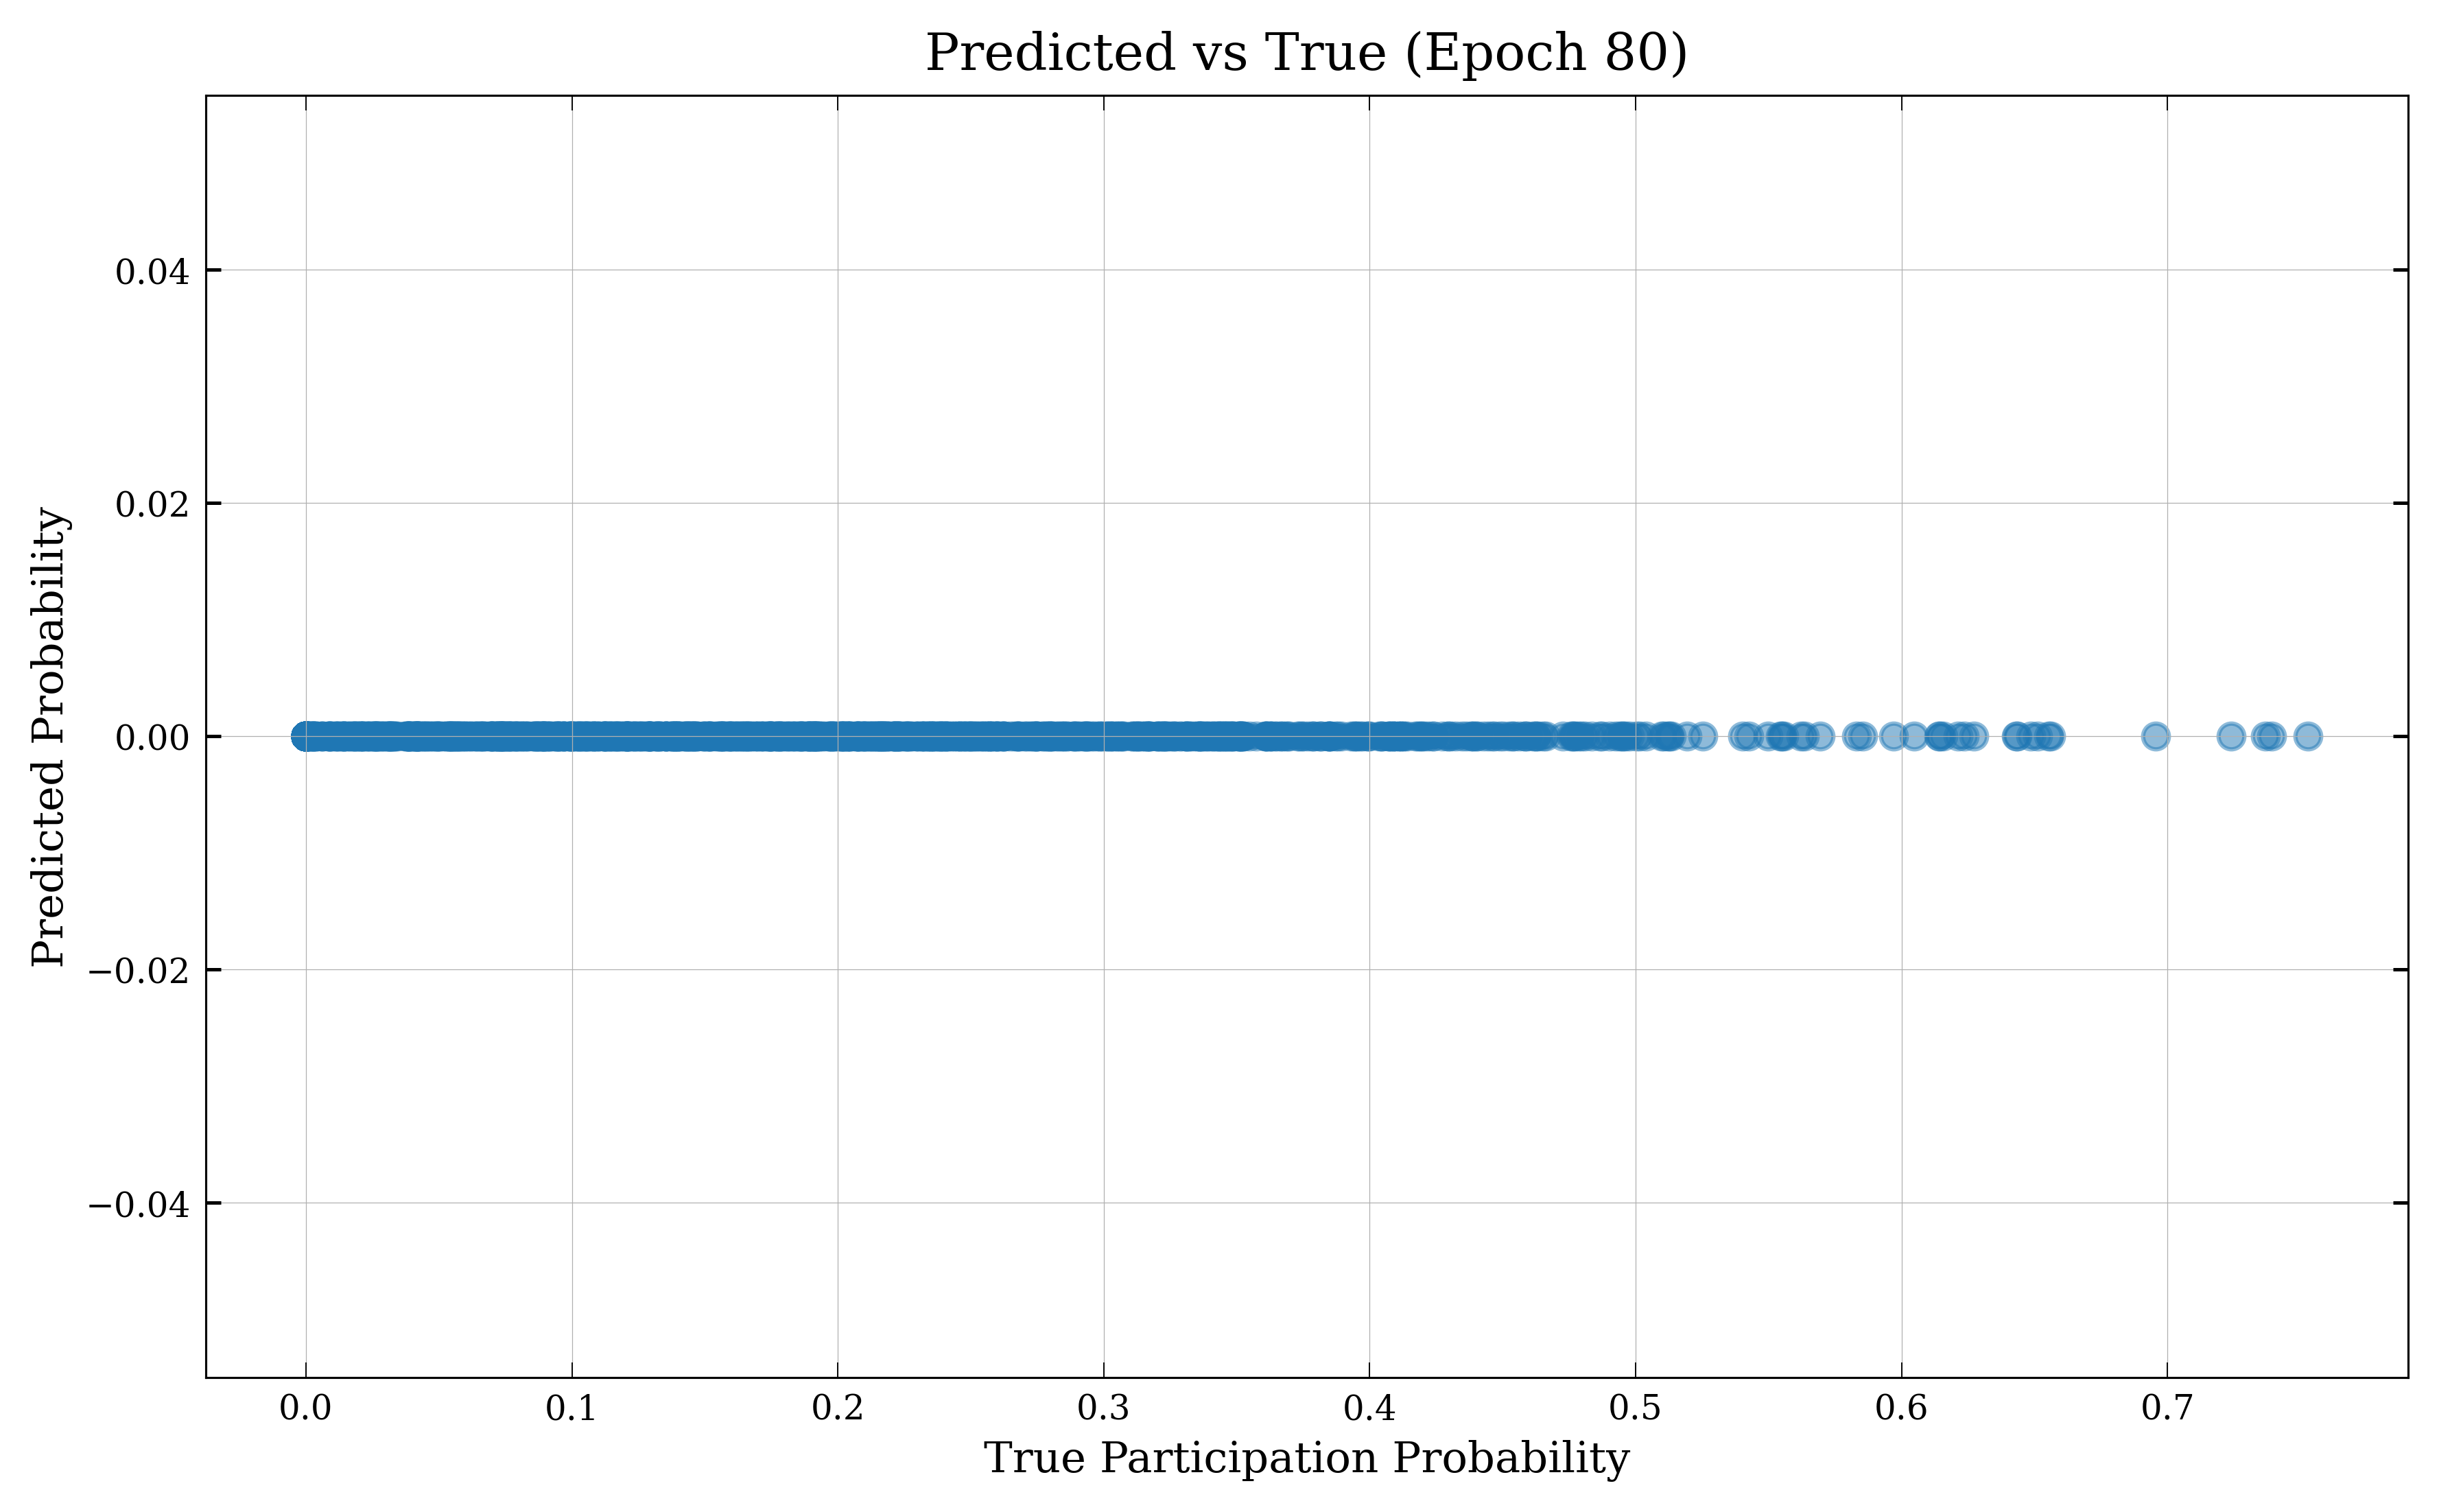 Predicted vs True (Epoch 80)
Predicted Probability
0.04
0.02
0.00
−0.02
−0.04
0.0 0.1 0.2 0.3 0.4 0.5 0.6 0.7
True Participation Probability